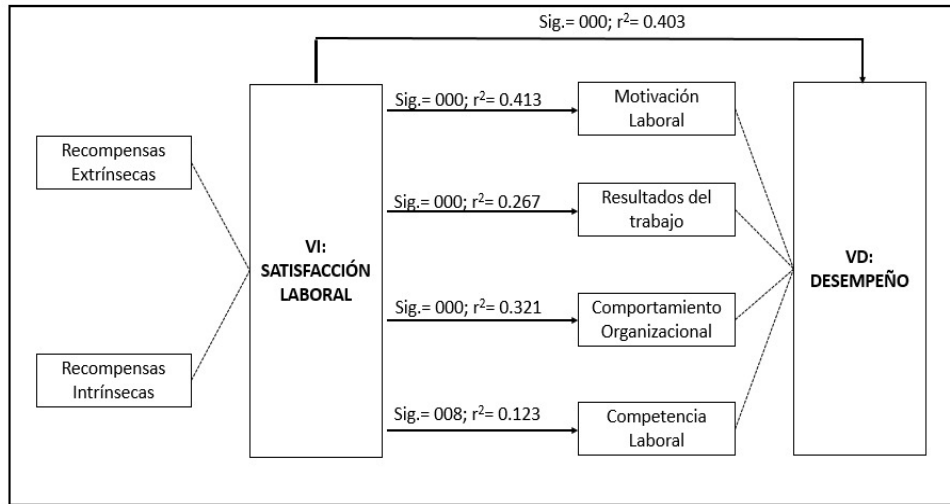 Sig.= 000; r²= 0.403
Recompensas
Extrínsecas
Recompensas
Intrínsecas
VI:
SATISFACCIÓN
LABORAL
Sig.= 000; r²= 0.413
Sig.= 000; r²= 0.267
Sig.= 000; r²= 0.321
Sig.= 008; r²= 0.123
Motivación
Laboral
Resultados del
trabajo
Comportamiento
Organizacional
Competencia
Laboral
VD:
DESEMPEÑO